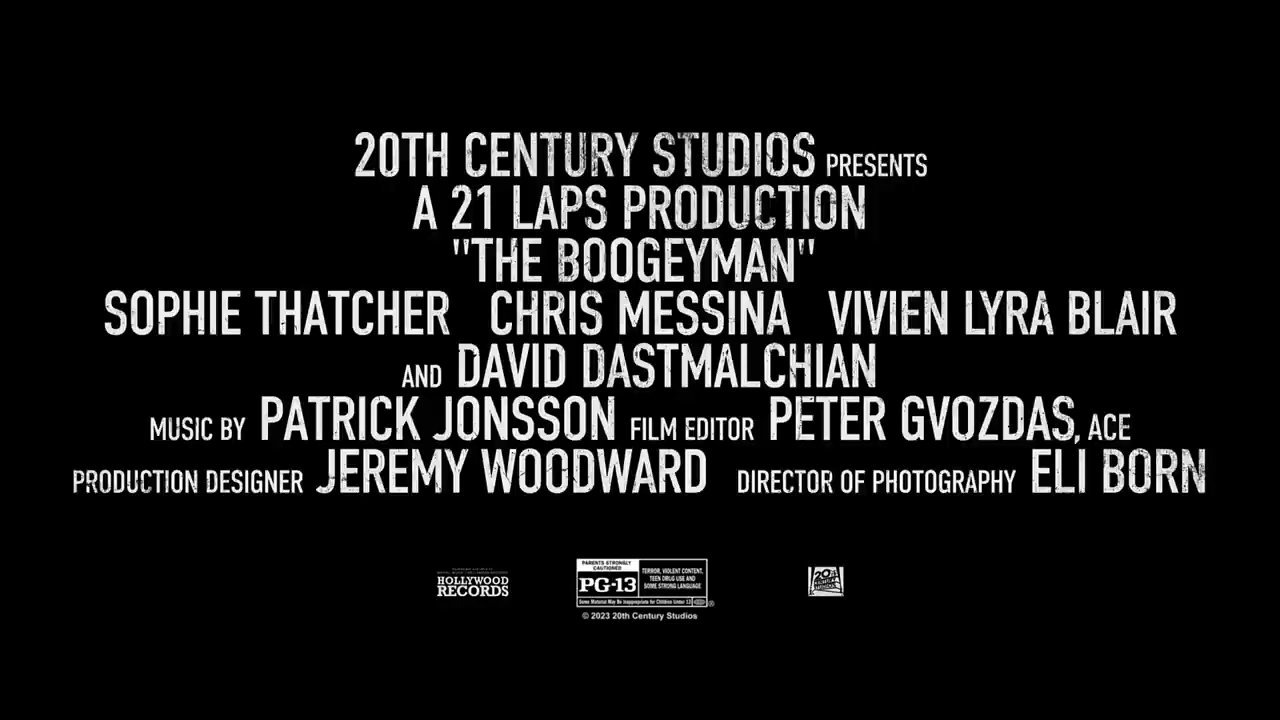 20TH CENTURY STUDIOS PRESENTS
A 21 LAPS PRODUCTION
"THE BOOGEYMAN"
SOPHIE THATCHER CHRIS MESSINA VIVIEN LYRA BLAIR
AND DAVID DASTMALCHIAN
MUSIC BY PATRICK JONSSON FILM EDITOR PETER GVOZDAS, ACE
PRODUCTION DESIGNER JEREMY WOODWARD DIRECTOR OF PHOTOGRAPHY ELI BORN
HOLLYWOOD
RECORDS
PARENTS STRONGLY
CAUTIONED
PG-13
TERROR, VIOLENT CONTENT,
TEEN DRUG USE AND
SOME STRONG LANGUAGE
Some Material May Be Inappropriate for Children Under 13
®
20th
CENTURY
STUDIOS
© 2023 20th Century Studios